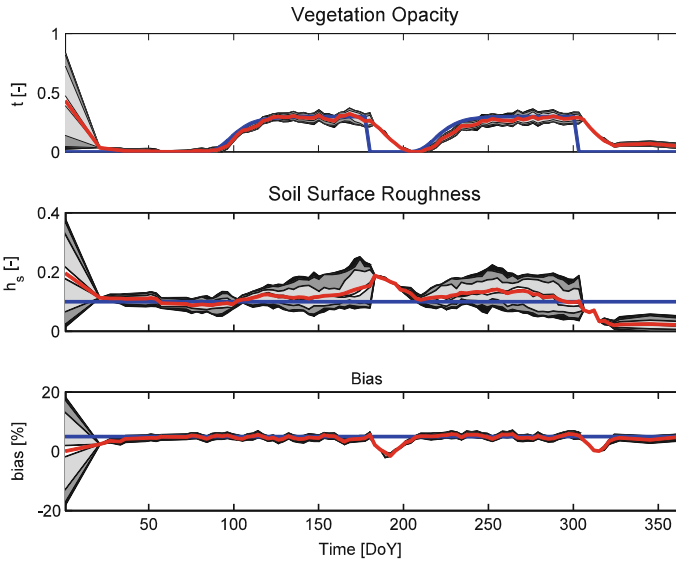 Vegetation Opacity
1
0.5
0
t [-]
Soil Surface Roughness
0.4
0.2
0
h_s [-]
Bias
20
0
-20
bias [%]
50 100 150 200 250 300 350
Time [DoY]